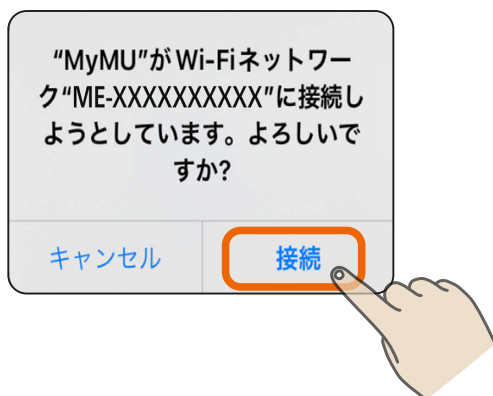 “MyMU”がWi-Fiネットワー
ク“ME-XXXXXXXXXX”に接続し
ようとしています。よろしいで
すか?
キャンセル
接続